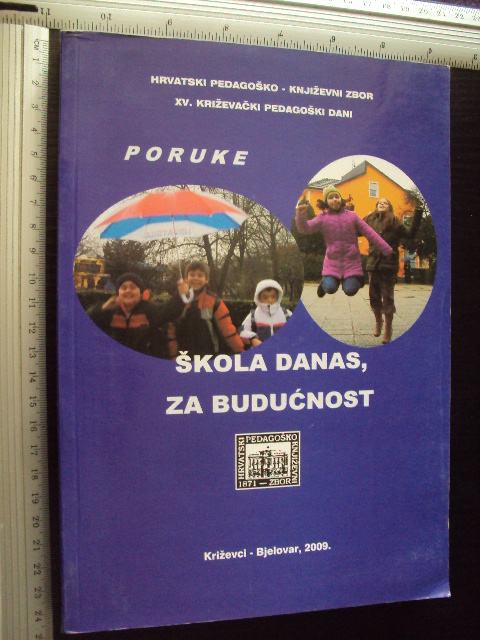 HRVATSKI PEDAGOŠKO - KNJIŽEVNI ZBOR
XV. KRIŽEVAČKI PEDAGOŠKI DANI
PORUKE
ŠKOLA DANAS,
ZA BUDUĆNOST
HRVATSKI
PEDAGOŠKO
KNJIŽEVNI
1871 - ZBOR
Križevci - Bjelovar, 2009.